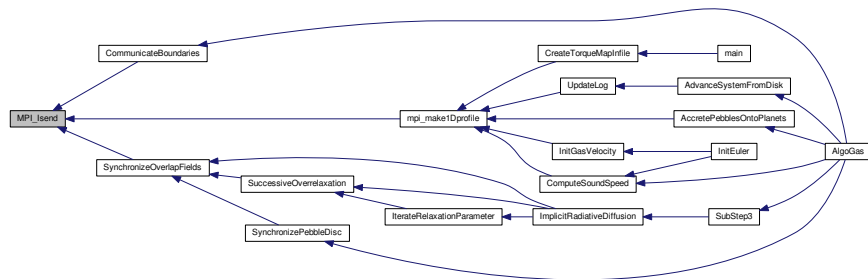 MPI_Isend
CommunicateBoundaries
mpi_make1Dprofile
SynchronizeOverlapFields
SuccessiveOverrelaxation
IterateRelaxationParameter
SynchronizePebbleDisc
CreateTorqueMapInfile
main
UpdateLog
AdvanceSystemFromDisk
AccretePebblesOntoPlanets
InitGasVelocity
InitEuler
ComputeSoundSpeed
ImplicitRadiativeDiffusion
SubStep3
AlgoGas